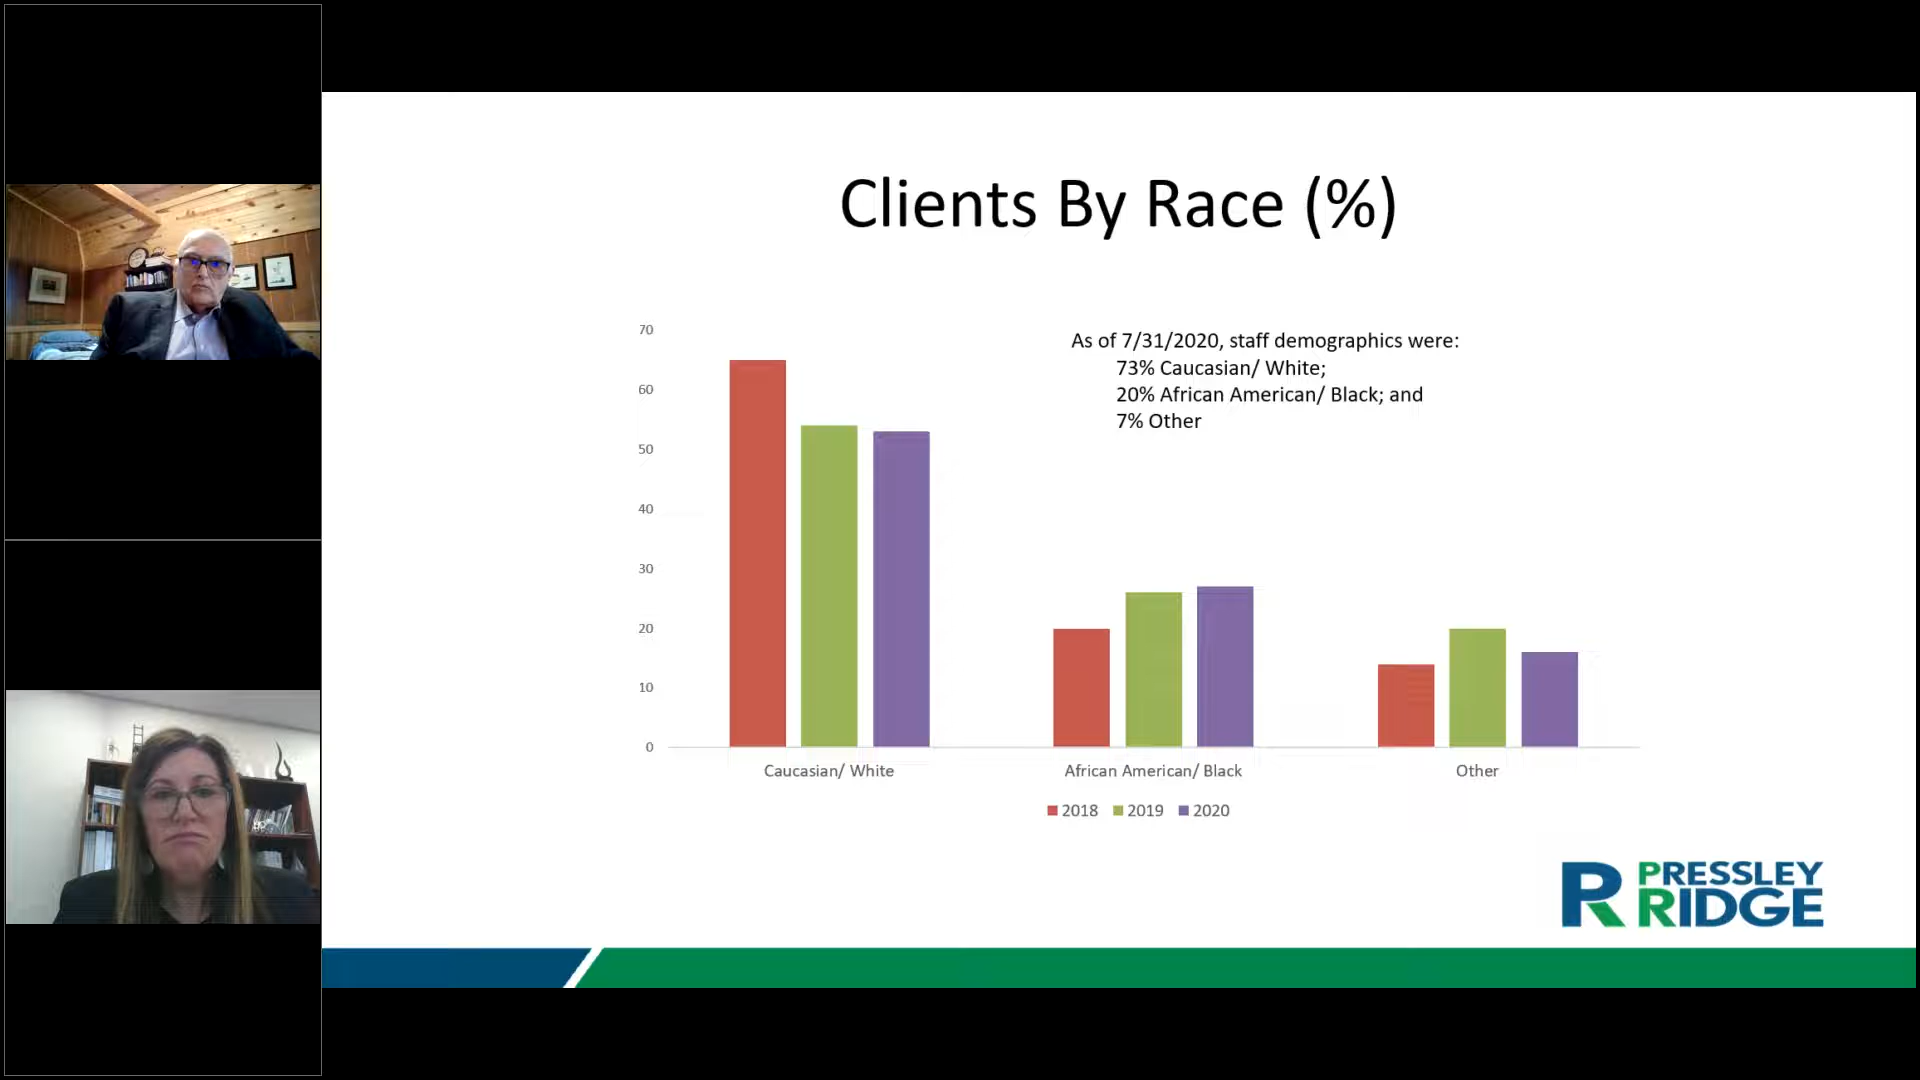 Clients By Race (%)
As of 7/31/2020, staff demographics were:
73% Caucasian/ White;
20% African American/ Black; and
7% Other
70
60
50
40
30
20
10
0
Caucasian/ White
African American/ Black
Other
2018 2019 2020
PRESSLEY
RIDGE